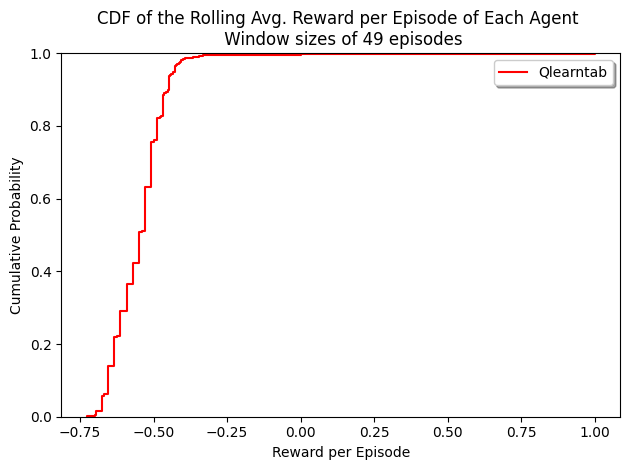 CDF of the Rolling Avg. Reward per Episode of Each Agent
Window sizes of 49 episodes
Qlearntab
Cumulative Probability
1.0
0.8
0.6
0.4
0.2
0.0
−0.75 −0.50 −0.25 0.00 0.25 0.50 0.75 1.00
Reward per Episode